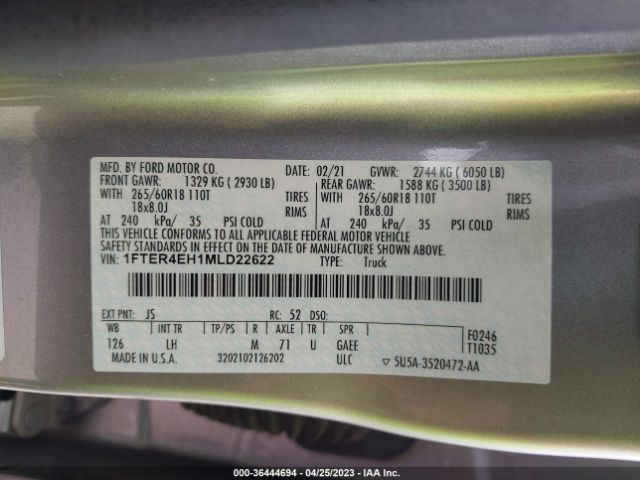 MFD. BY FORD MOTOR CO. DATE: 02/21 GVWR: 2744 KG ( 6050 LB)
FRONT GAWR: 1329 KG ( 2930 LB) REAR GAWR: 1588 KG ( 3500 LB)
WITH 265/60R18 110T TIRES WITH 265/60R18 110T TIRES
18x8.0J RIMS 18x8.0J RIMS
AT 240 kPa/ 35 PSI COLD AT 240 kPa/ 35 PSI COLD
THIS VEHICLE CONFORMS TO ALL APPLICABLE FEDERAL MOTOR VEHICLE
SAFETY STANDARDS IN EFFECT ON THE DATE OF MANUFACTURE SHOWN ABOVE.
VIN: 1FTER4EH1MLD22622 TYPE: Truck
EXT PNT: JS RC: 52 DSO:
WB INT TR TP/PS R AXLE TR SPR F0246
126 LH M 71 U GAEE T1035
MADE IN U.S.A. 3202102126202 ULC ▽ 5U5A-3520472-AA
000-36444694 - 04/25/2023 - IAA Inc.